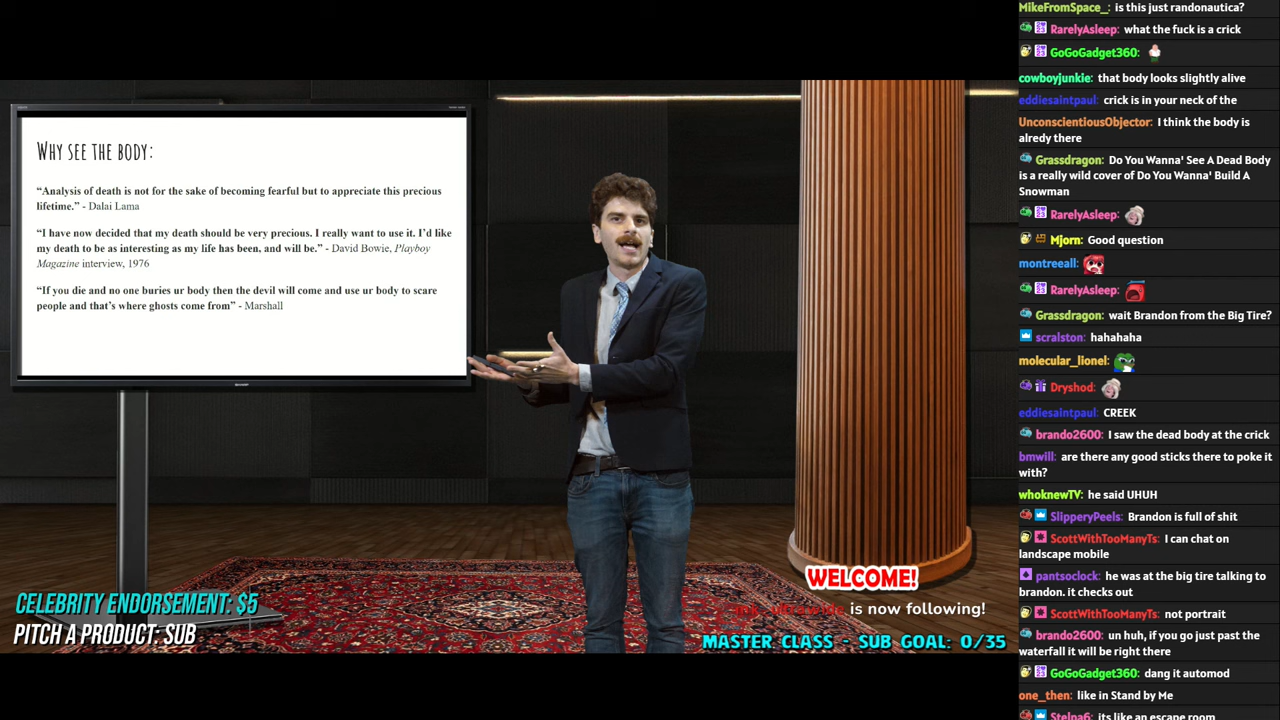 WHY SEE THE BODY:
“Analysis of death is not for the sake of becoming fearful but to appreciate this precious
lifetime.” - Dalai Lama
“I have now decided that my death should be very precious. I really want to use it. I’d like
my death to be as interesting as my life has been, and will be.” - David Bowie, Playboy
Magazine interview, 1976
“If you die and no one buries ur body then the devil will come and use ur body to scare
people and that’s where ghosts come from” - Marshall
CELEBRITY ENDORSEMENT: $5
PITCH A PRODUCT: SUB
WELCOME!
is now following!
MASTER CLASS - SUB GOAL: 0/35
MikeFromSpace_: is this just randonautica?
RarelyAsleep: what the fuck is a crick
GoGoGadget360:
cowboyjunkie: that body looks slightly alive
eddiesaintpaul: crick is in your neck of the
UnconscientiousObjector: I think the body is
alredy there
Grassdragon: Do You Wanna' See A Dead Body
is a really wild cover of Do You Wanna' Build A
Snowman
RarelyAsleep:
Mjorn: Good question
montreeall:
RarelyAsleep:
Grassdragon: wait Brandon from the Big Tire?
scralston: hahahaha
molecular_lionel:
Dryshod:
eddiesaintpaul: CREEK
brando2600: I saw the dead body at the crick
bmwill: are there any good sticks there to poke it
with?
whoknewTV: he said UHUH
SlipperyPeels: Brandon is full of shit
ScottWithTooManyTs: I can chat on
landscape mobile
pantsoclock: he was at the big tire talking to
brandon. it checks out
ScottWithTooManyTs: not portrait
brando2600: un huh, if you go just past the
waterfall it will be right there
GoGoGadget360: dang it automod
one_then: like in Stand by Me
Stelpa6: its like an escape room